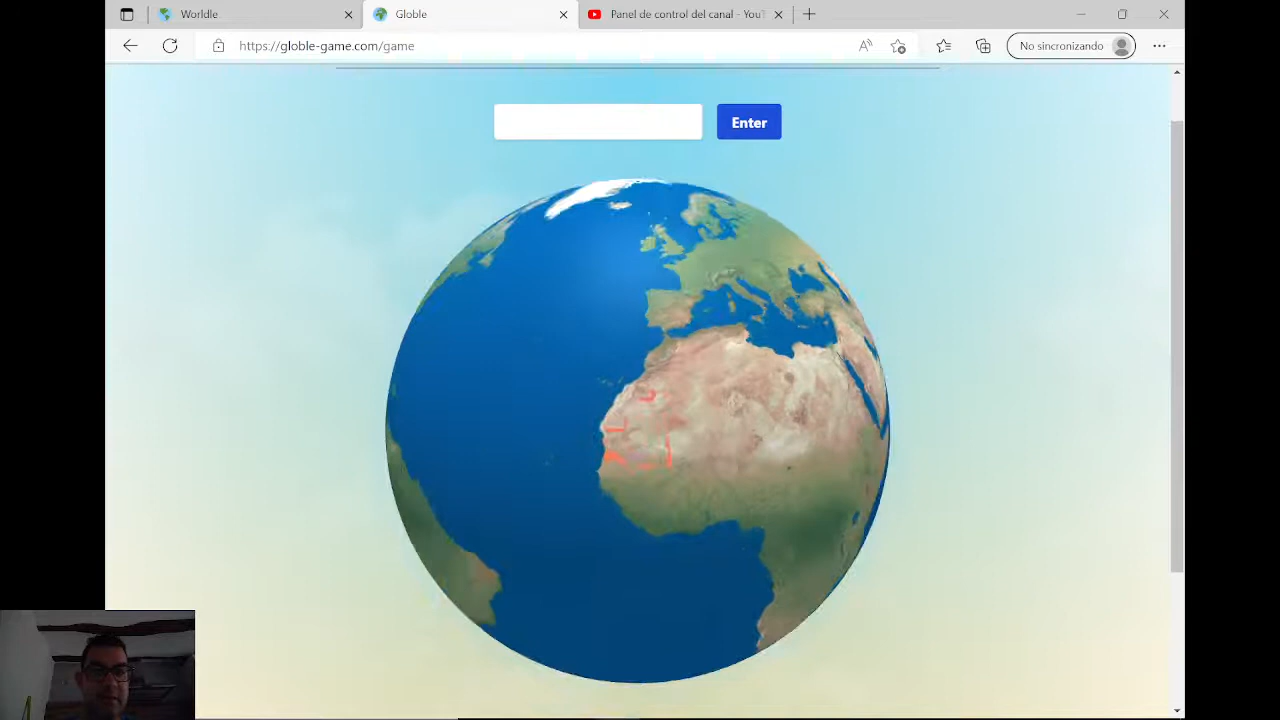 Worldle
Globle
Panel de control del canal - YouT
https://globle-game.com/game
No sincronizando
Enter